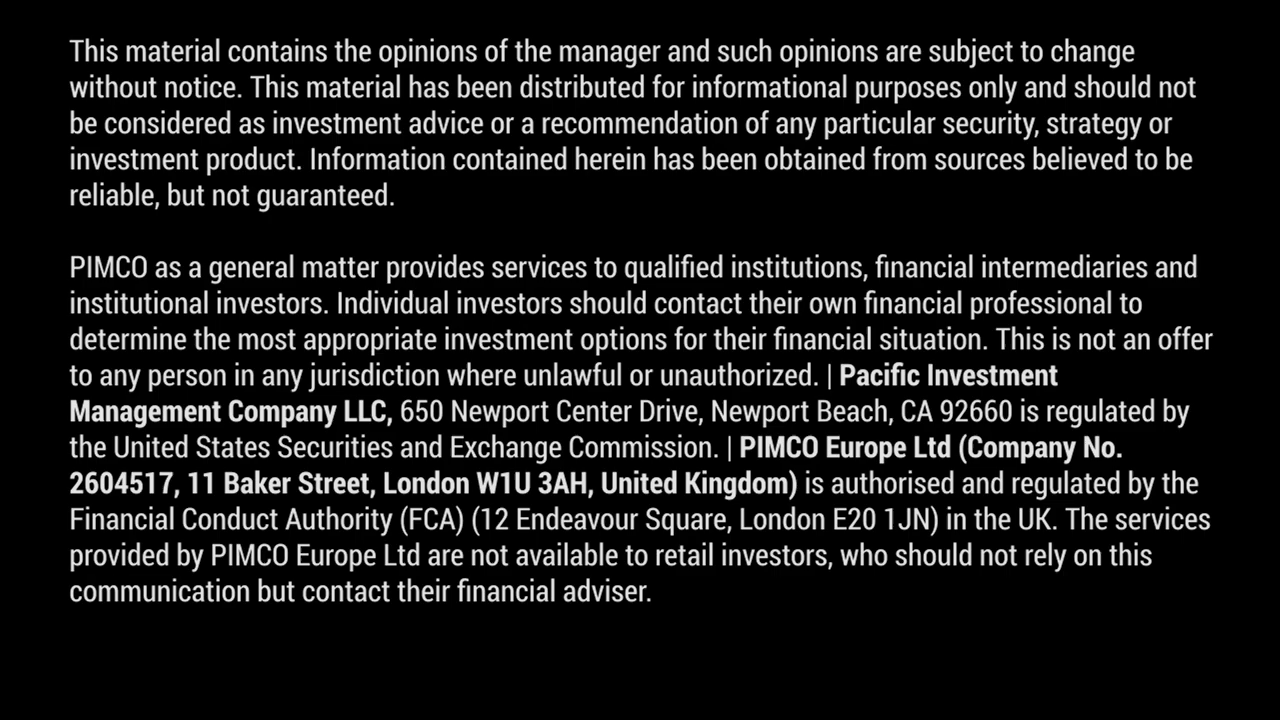 This material contains the opinions of the manager and such opinions are subject to change
without notice. This material has been distributed for informational purposes only and should not
be considered as investment advice or a recommendation of any particular security, strategy or
investment product. Information contained herein has been obtained from sources believed to be
reliable, but not guaranteed.
PIMCO as a general matter provides services to qualified institutions, financial intermediaries and
institutional investors. Individual investors should contact their own financial professional to
determine the most appropriate investment options for their financial situation. This is not an offer
to any person in any jurisdiction where unlawful or unauthorized. | Pacific Investment
Management Company LLC, 650 Newport Center Drive, Newport Beach, CA 92660 is regulated by
the United States Securities and Exchange Commission. | PIMCO Europe Ltd (Company No.
2604517, 11 Baker Street, London W1U 3AH, United Kingdom) is authorised and regulated by the
Financial Conduct Authority (FCA) (12 Endeavour Square, London E20 1JN) in the UK. The services
provided by PIMCO Europe Ltd are not available to retail investors, who should not rely on this
communication but contact their financial adviser.